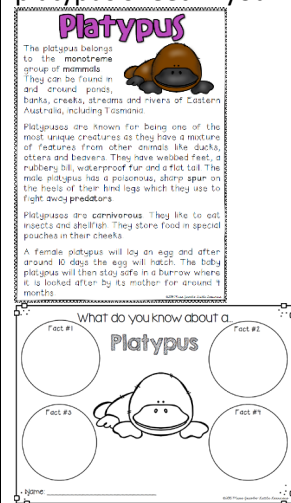 Platypus
The platypus belongs
to the monotreme
group of mammals.
They can be found in
and around ponds,
banks, creeks, streams and rivers of Eastern
Australia, including Tasmania.
Platypuses are known for being one of the
most unique creatures as they have a mixture
of features from other animals like ducks,
otters and beavers. They have webbed feet, a
rubbery bill, waterproof fur and a flat tail. The
male platypus has a poisonous, sharp spur on
the heels of their hind legs which they use to
fight away predators.
Platypuses are carnivorous. They like to eat
insects and shellfish. They store food in special
pouches in their cheeks.
A female platypus will lay an egg and after
around 10 days the egg will hatch. The baby
platypus will then stay safe in a burrow where
it is looked after by its mother for around 4
months.
What do you know about a...
Platypus
Fact #1
Fact #2
Fact #3
Fact #4
Name: